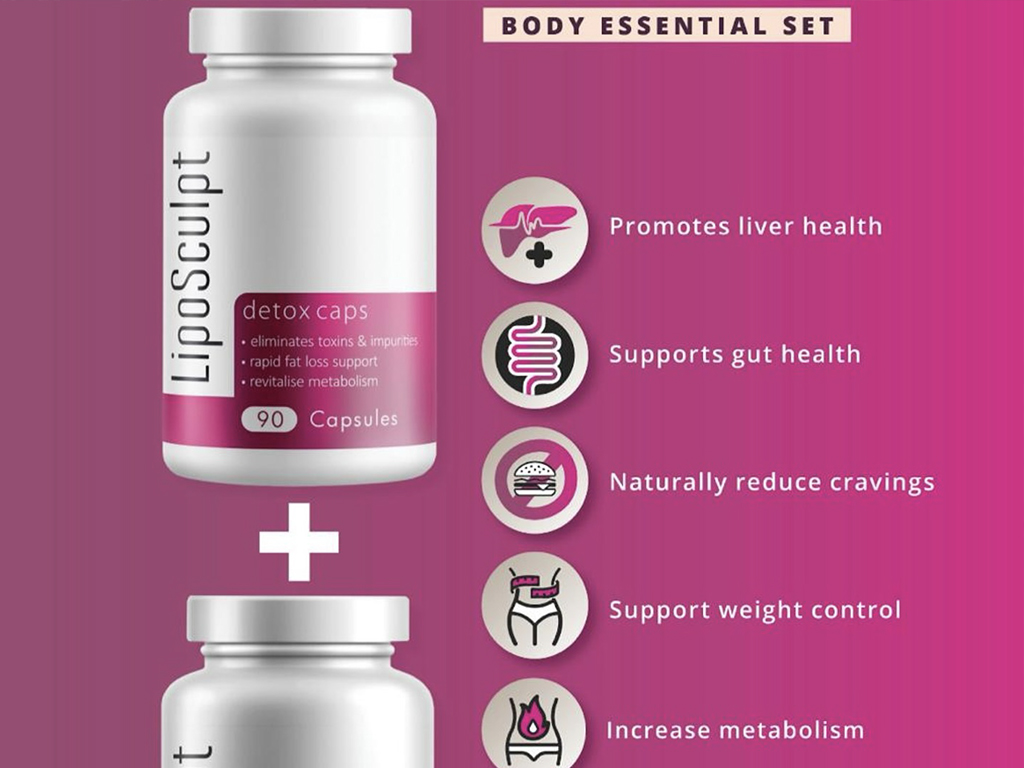 BODY ESSENTIAL SET
LipoSculpt
detox caps
• eliminates toxins & impurities
• rapid fat loss support
• revitalise metabolism
90 Capsules
Promotes liver health
Supports gut health
Naturally reduce cravings
Support weight control
Increase metabolism
t